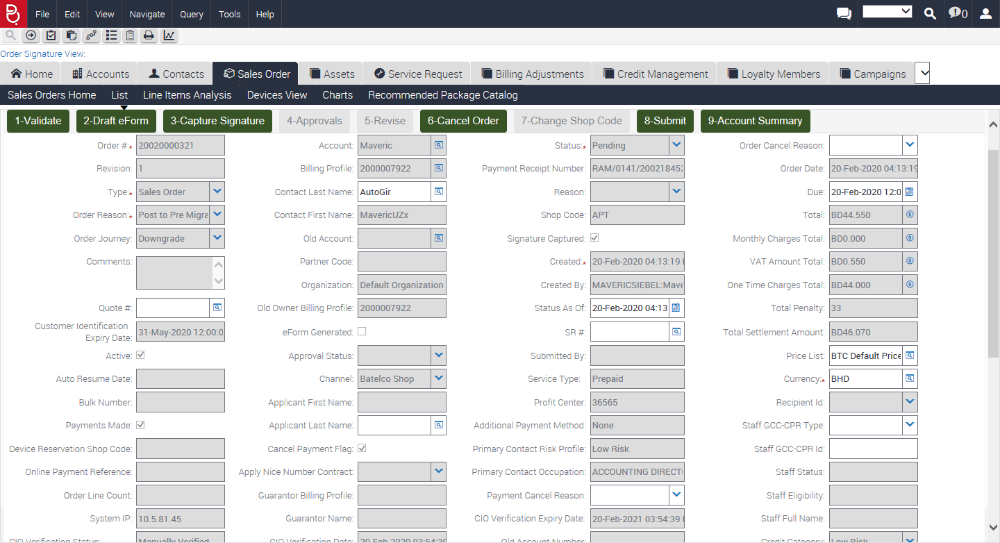 File Edit View Navigate Query Tools Help 0
Order Signature View:
Home Accounts Contacts Sales Order Assets Service Request Billing Adjustments Credit Management Loyalty Members Campaigns
Sales Orders Home List Line Items Analysis Devices View Charts Recommended Package Catalog
1-Validate 2-Draft eForm 3-Capture Signature 4-Approvals 5-Revise 6-Cancel Order 7-Change Shop Code 8-Submit 9-Account Summary
Order #:* 20020000321 Account: Maveric Status:* Pending Order Cancel Reason:
Revision: 1 Billing Profile: 2000007922 Payment Receipt Number: RAM/0141/200218452 Order Date: 20-Feb-2020 04:13:19
Type:* Sales Order Contact Last Name: AutoGir Reason: Due: 20-Feb-2020 12:0
Order Reason:* Post to Pre Migra Contact First Name: MavericUZx Shop Code: APT Total: BD44.550
Order Journey: Downgrade Old Account: Signature Captured: Monthly Charges Total: BD0.000
Comments: Partner Code: Created:* 20-Feb-2020 04:13:19 VAT Amount Total: BD0.550
Organization: Default Organization Created By: MAVERICSIEBEL:Mave One Time Charges Total: BD44.000
Quote #: Old Owner Billing Profile: 2000007922 Status As Of: 20-Feb-2020 04:13 Total Penalty: 33
Customer Identification
Expiry Date: 31-May-2020 12:00:0 eForm Generated: SR #: Total Settlement Amount: BD46.070
Active: Approval Status: Submitted By: Price List: BTC Default Price
Auto Resume Date: Channel: Batelco Shop Service Type: Prepaid Currency:* BHD
Bulk Number: Applicant First Name: Profit Center: 36565 Recipient Id:
Payments Made: Applicant Last Name: Additional Payment Method: None Staff GCC-CPR Type:
Device Reservation Shop Code: Cancel Payment Flag: Primary Contact Risk Profile: Low Risk Staff GCC-CPR Id:
Online Payment Reference: Apply Nice Number Contract: Primary Contact Occupation: ACCOUNTING DIRECT Staff Status:
Order Line Count: Guarantor Billing Profile: Payment Cancel Reason: Staff Eligibility:
System IP: 10.5.81.45 Guarantor Name: CIO Verification Expiry Date: 20-Feb-2021 03:54:39 Staff Full Name:
CIO Verification Status: Manually Verified CIO Verification Date: 20-Feb-2020 03:54:39 Old Account Number: Credit Category: Low Risk